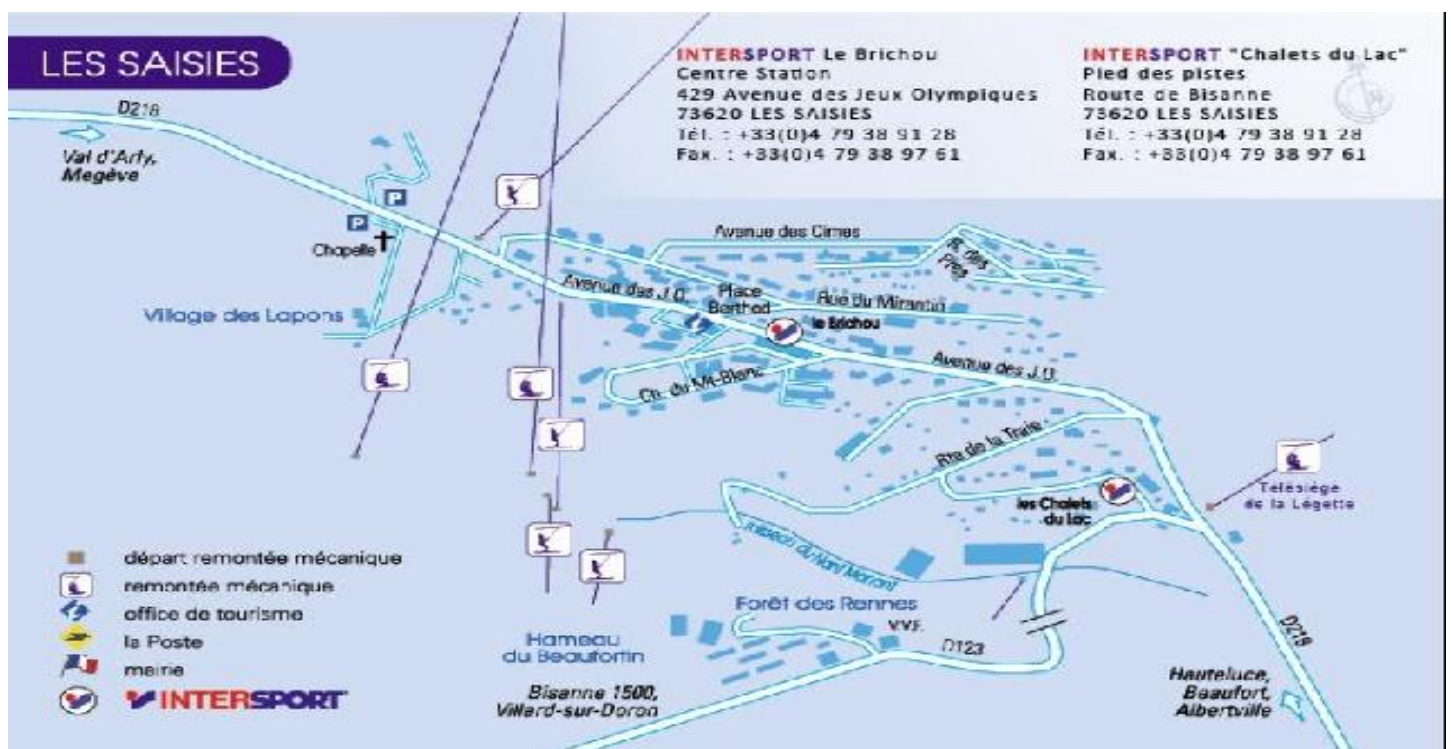 LES SAISIES
INTERSPORT Le Brichou
Centre Station
429 Avenue des Jeux Olympiques
73620 LES SAISIES
Tél. : +33(0)4 79 38 91 28
Fax. : +33(0)4 79 38 97 61
INTERSPORT "Chalets du Lac"
Pied des pistes
Route de Bisanne
73620 LES SAISIES
Tél. : +33(0)4 79 38 91 28
Fax. : +33(0)4 79 38 97 61
D218
Val d'Arly,
Megève
P
P
Chapelle
Village des Lapons
Avenue des Cimes
R. des
Prés
Avenue des J.O.
Place
Berthod
Rue du Mirantin
le Brichou
Ch. du Mt-Blanc
Avenue des J.O.
Rte de la Traie
les Chalets
du Lac
Télésiège
de la Légette
ruisseau du Nant Morant
Forêt des Rennes
V.V.F.
D123
D218
Hameau
du Beaufortin
Bisanne 1500,
Villard-sur-Doron
Hauteluce,
Beaufort,
Albertville
départ remontée mécanique
remontée mécanique
office de tourisme
la Poste
mairie
INTERSPORT